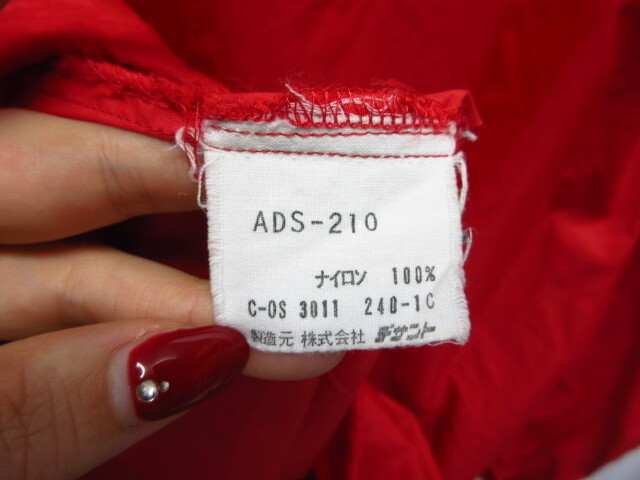 ADS-210
ナイロン 100%
C-OS 3011 240-1C
製造元 株式会社 デサント